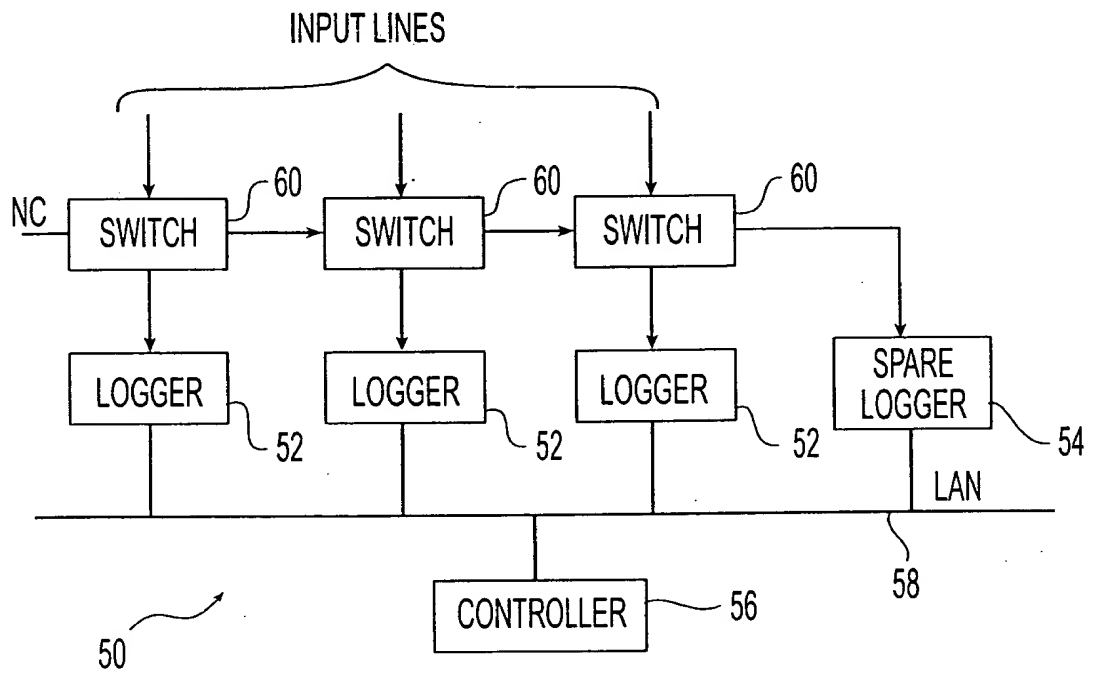 INPUT LINES
NC
SWITCH
60
SWITCH
60
SWITCH
60
LOGGER
52
LOGGER
52
LOGGER
52
SPARE
LOGGER
54
LAN
58
CONTROLLER
56
50